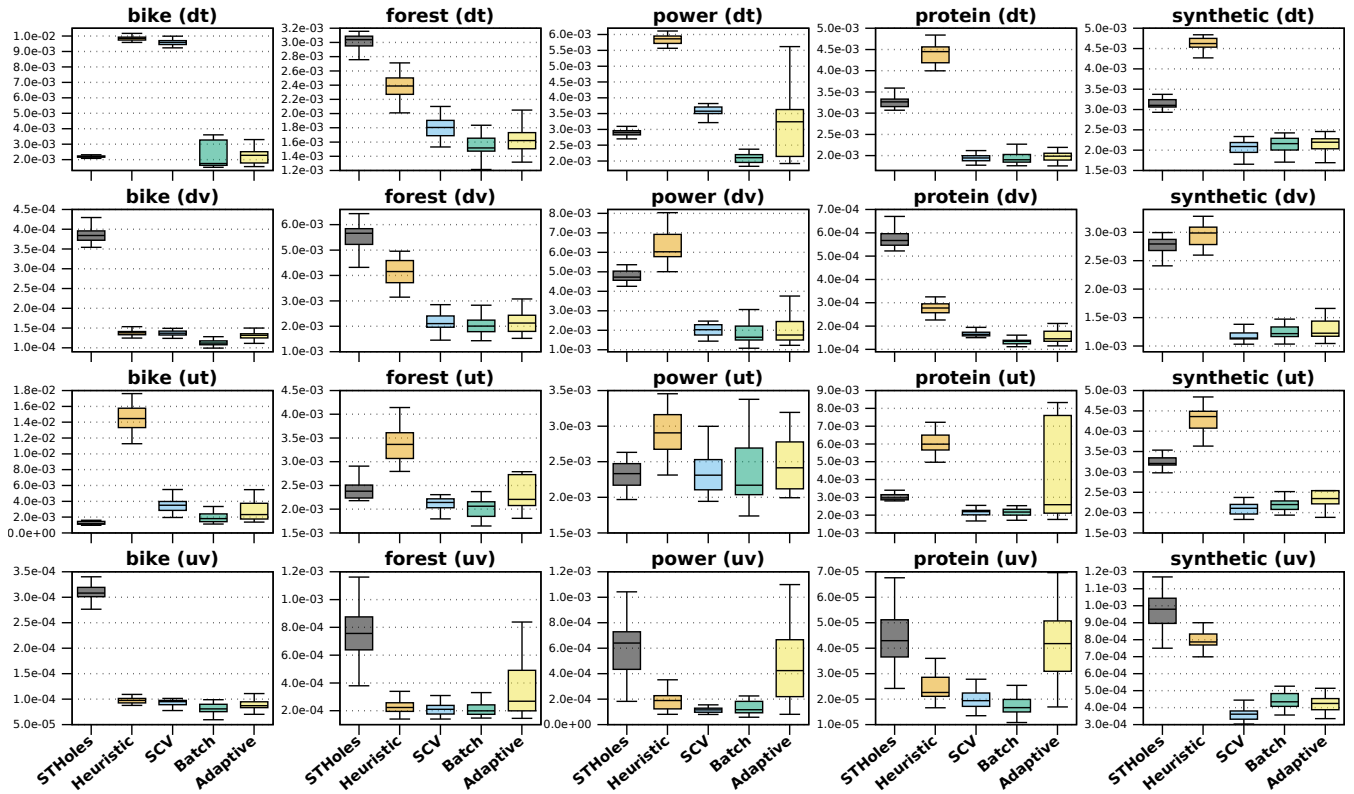 bike (dt)
1.0e-02
9.0e-03
8.0e-03
7.0e-03
6.0e-03
5.0e-03
4.0e-03
3.0e-03
2.0e-03
forest (dt)
3.2e-03
3.0e-03
2.8e-03
2.6e-03
2.4e-03
2.2e-03
2.0e-03
1.8e-03
1.6e-03
1.4e-03
1.2e-03
power (dt)
6.0e-03
5.5e-03
5.0e-03
4.5e-03
4.0e-03
3.5e-03
3.0e-03
2.5e-03
2.0e-03
protein (dt)
5.0e-03
4.5e-03
4.0e-03
3.5e-03
3.0e-03
2.5e-03
2.0e-03
synthetic (dt)
5.0e-03
4.5e-03
4.0e-03
3.5e-03
3.0e-03
2.5e-03
2.0e-03
1.5e-03
bike (dv)
4.5e-04
4.0e-04
3.5e-04
3.0e-04
2.5e-04
2.0e-04
1.5e-04
1.0e-04
forest (dv)
6.0e-03
5.0e-03
4.0e-03
3.0e-03
2.0e-03
1.0e-03
power (dv)
8.0e-03
7.0e-03
6.0e-03
5.0e-03
4.0e-03
3.0e-03
2.0e-03
1.0e-03
protein (dv)
7.0e-04
6.0e-04
5.0e-04
4.0e-04
3.0e-04
2.0e-04
1.0e-04
synthetic (dv)
3.0e-03
2.5e-03
2.0e-03
1.5e-03
1.0e-03
bike (ut)
1.8e-02
1.6e-02
1.4e-02
1.2e-02
1.0e-02
8.0e-03
6.0e-03
4.0e-03
2.0e-03
0.0e+00
forest (ut)
4.5e-03
4.0e-03
3.5e-03
3.0e-03
2.5e-03
2.0e-03
1.5e-03
power (ut)
3.5e-03
3.0e-03
2.5e-03
2.0e-03
1.5e-03
protein (ut)
9.0e-03
8.0e-03
7.0e-03
6.0e-03
5.0e-03
4.0e-03
3.0e-03
2.0e-03
1.0e-03
synthetic (ut)
5.0e-03
4.5e-03
4.0e-03
3.5e-03
3.0e-03
2.5e-03
2.0e-03
1.5e-03
bike (uv)
3.5e-04
3.0e-04
2.5e-04
2.0e-04
1.5e-04
1.0e-04
5.0e-05
forest (uv)
1.2e-03
1.0e-03
8.0e-04
6.0e-04
4.0e-04
2.0e-04
power (uv)
1.2e-03
1.0e-03
8.0e-04
6.0e-04
4.0e-04
2.0e-04
0.0e+00
protein (uv)
7.0e-05
6.0e-05
5.0e-05
4.0e-05
3.0e-05
2.0e-05
1.0e-05
synthetic (uv)
1.2e-03
1.1e-03
1.0e-03
9.0e-04
8.0e-04
7.0e-04
6.0e-04
5.0e-04
4.0e-04
3.0e-04
STHoles
Heuristic
SCV
Batch
Adaptive
STHoles
Heuristic
SCV
Batch
Adaptive
STHoles
Heuristic
SCV
Batch
Adaptive
STHoles
Heuristic
SCV
Batch
Adaptive
STHoles
Heuristic
SCV
Batch
Adaptive